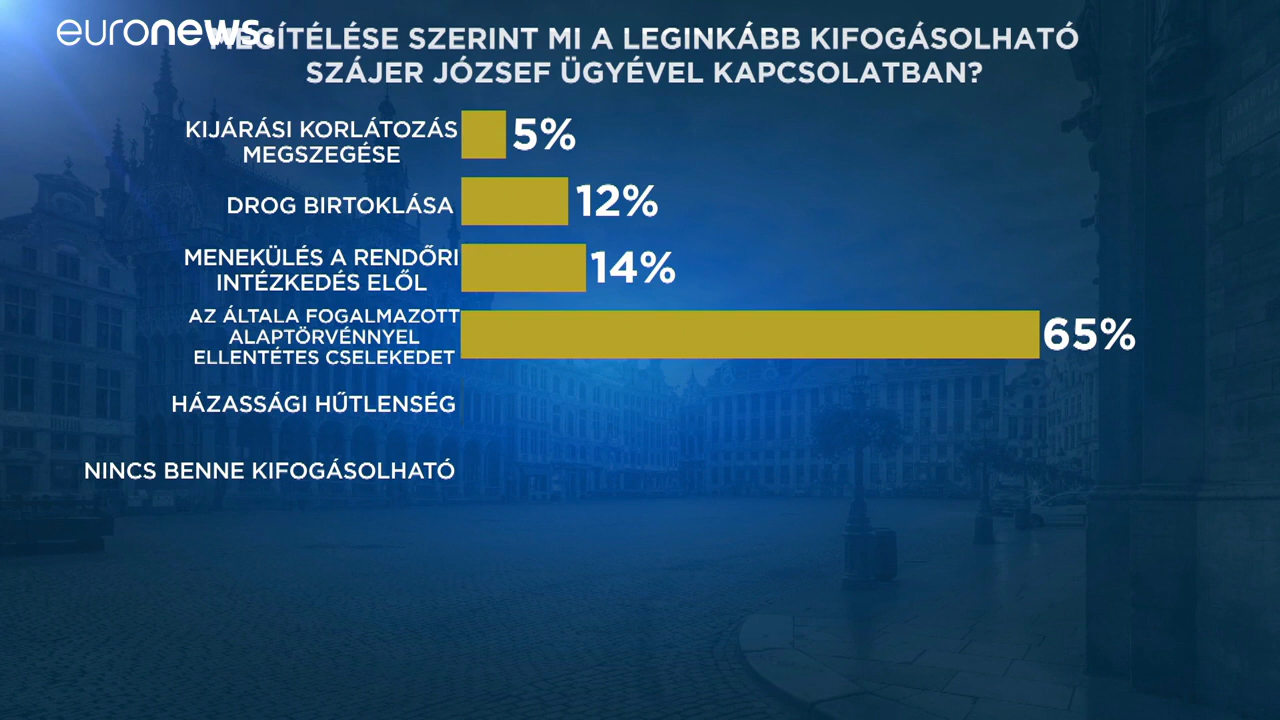 euronews.
MEGÍTÉLÉSE SZERINT MI A LEGINKÁBB KIFOGÁSOLHATÓ
SZÁJER JÓZSEF ÜGYÉVEL KAPCSOLATBAN?
KIJÁRÁSI KORLÁTOZÁS
MEGSZEGÉSE
5%
DROG BIRTOKLÁSA
12%
MENEKÜLÉS A RENDŐRI
INTÉZKEDÉS ELŐL
14%
AZ ÁLTALA FOGALMAZOTT
ALAPTÖRVÉNNYEL
ELLENTÉTES CSELEKEDET
65%
HÁZASSÁGI HŰTLENSÉG
NINCS BENNE KIFOGÁSOLHATÓ